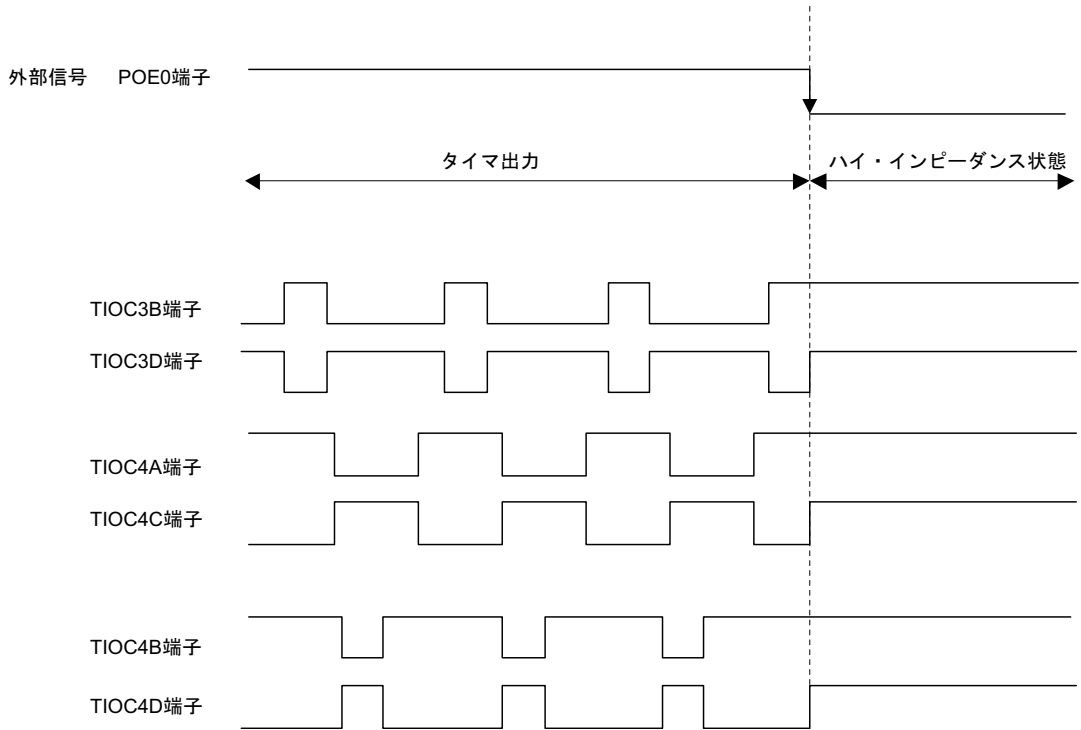 外部信号 POE0端子
タイマ出力 ハイ・インピーダンス状態
TIOC3B端子
TIOC3D端子
TIOC4A端子
TIOC4C端子
TIOC4B端子
TIOC4D端子